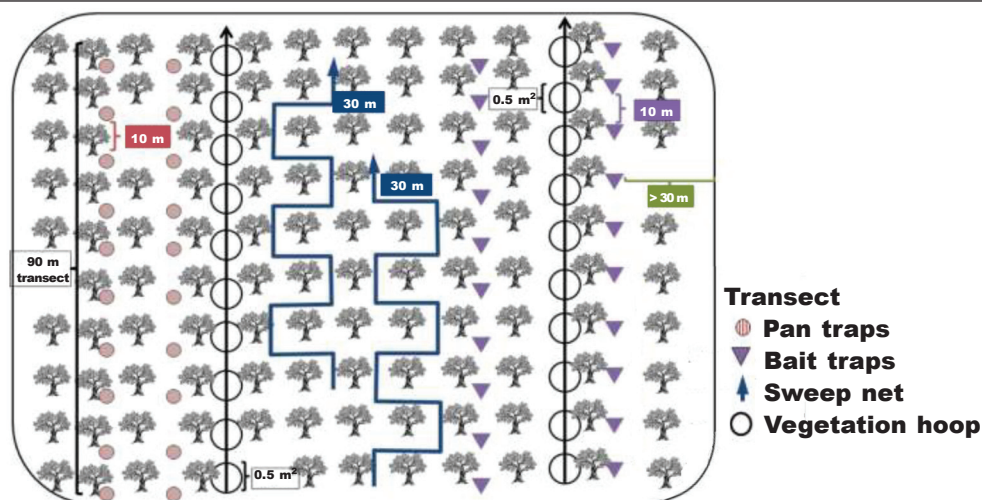 30 m
0.5 m²
10 m
10 m
30 m
> 30 m
90 m
transect
0.5 m²
Transect
Pan traps
Bait traps
Sweep net
Vegetation hoop